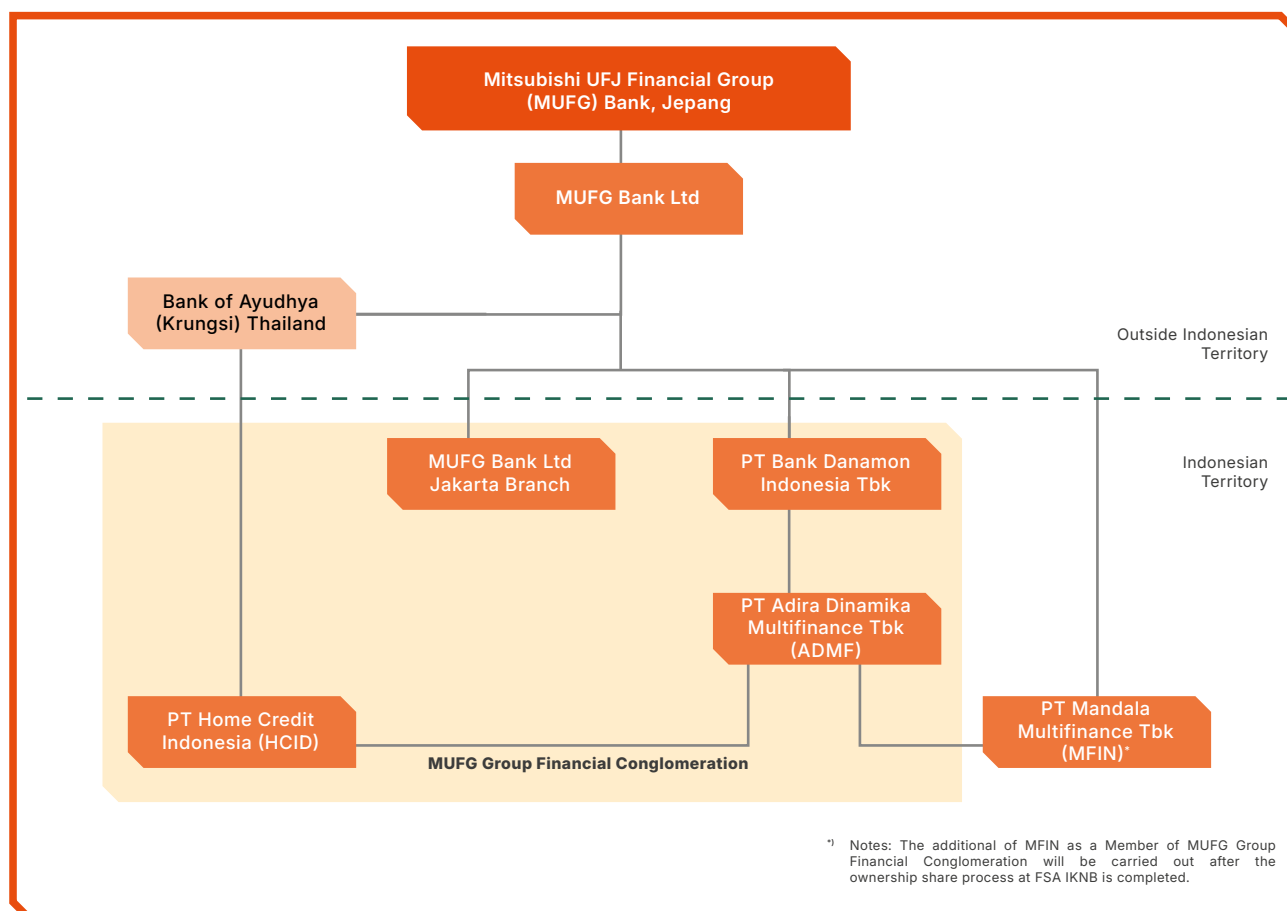 Mitsubishi UFJ Financial Group
(MUFG) Bank, Jepang
MUFG Bank Ltd
Bank of Ayudhya
(Krungsi) Thailand
Outside Indonesian
Territory
MUFG Bank Ltd
Jakarta Branch
PT Bank Danamon
Indonesia Tbk
Indonesian
Territory
PT Adira Dinamika
Multifinance Tbk
(ADMF)
PT Home Credit
Indonesia (HCID)
PT Mandala
Multifinance Tbk
(MFIN)*
MUFG Group Financial Conglomeration
*) Notes: The additional of MFIN as a Member of MUFG Group
Financial Conglomeration will be carried out after the
ownership share process at FSA IKNB is completed.